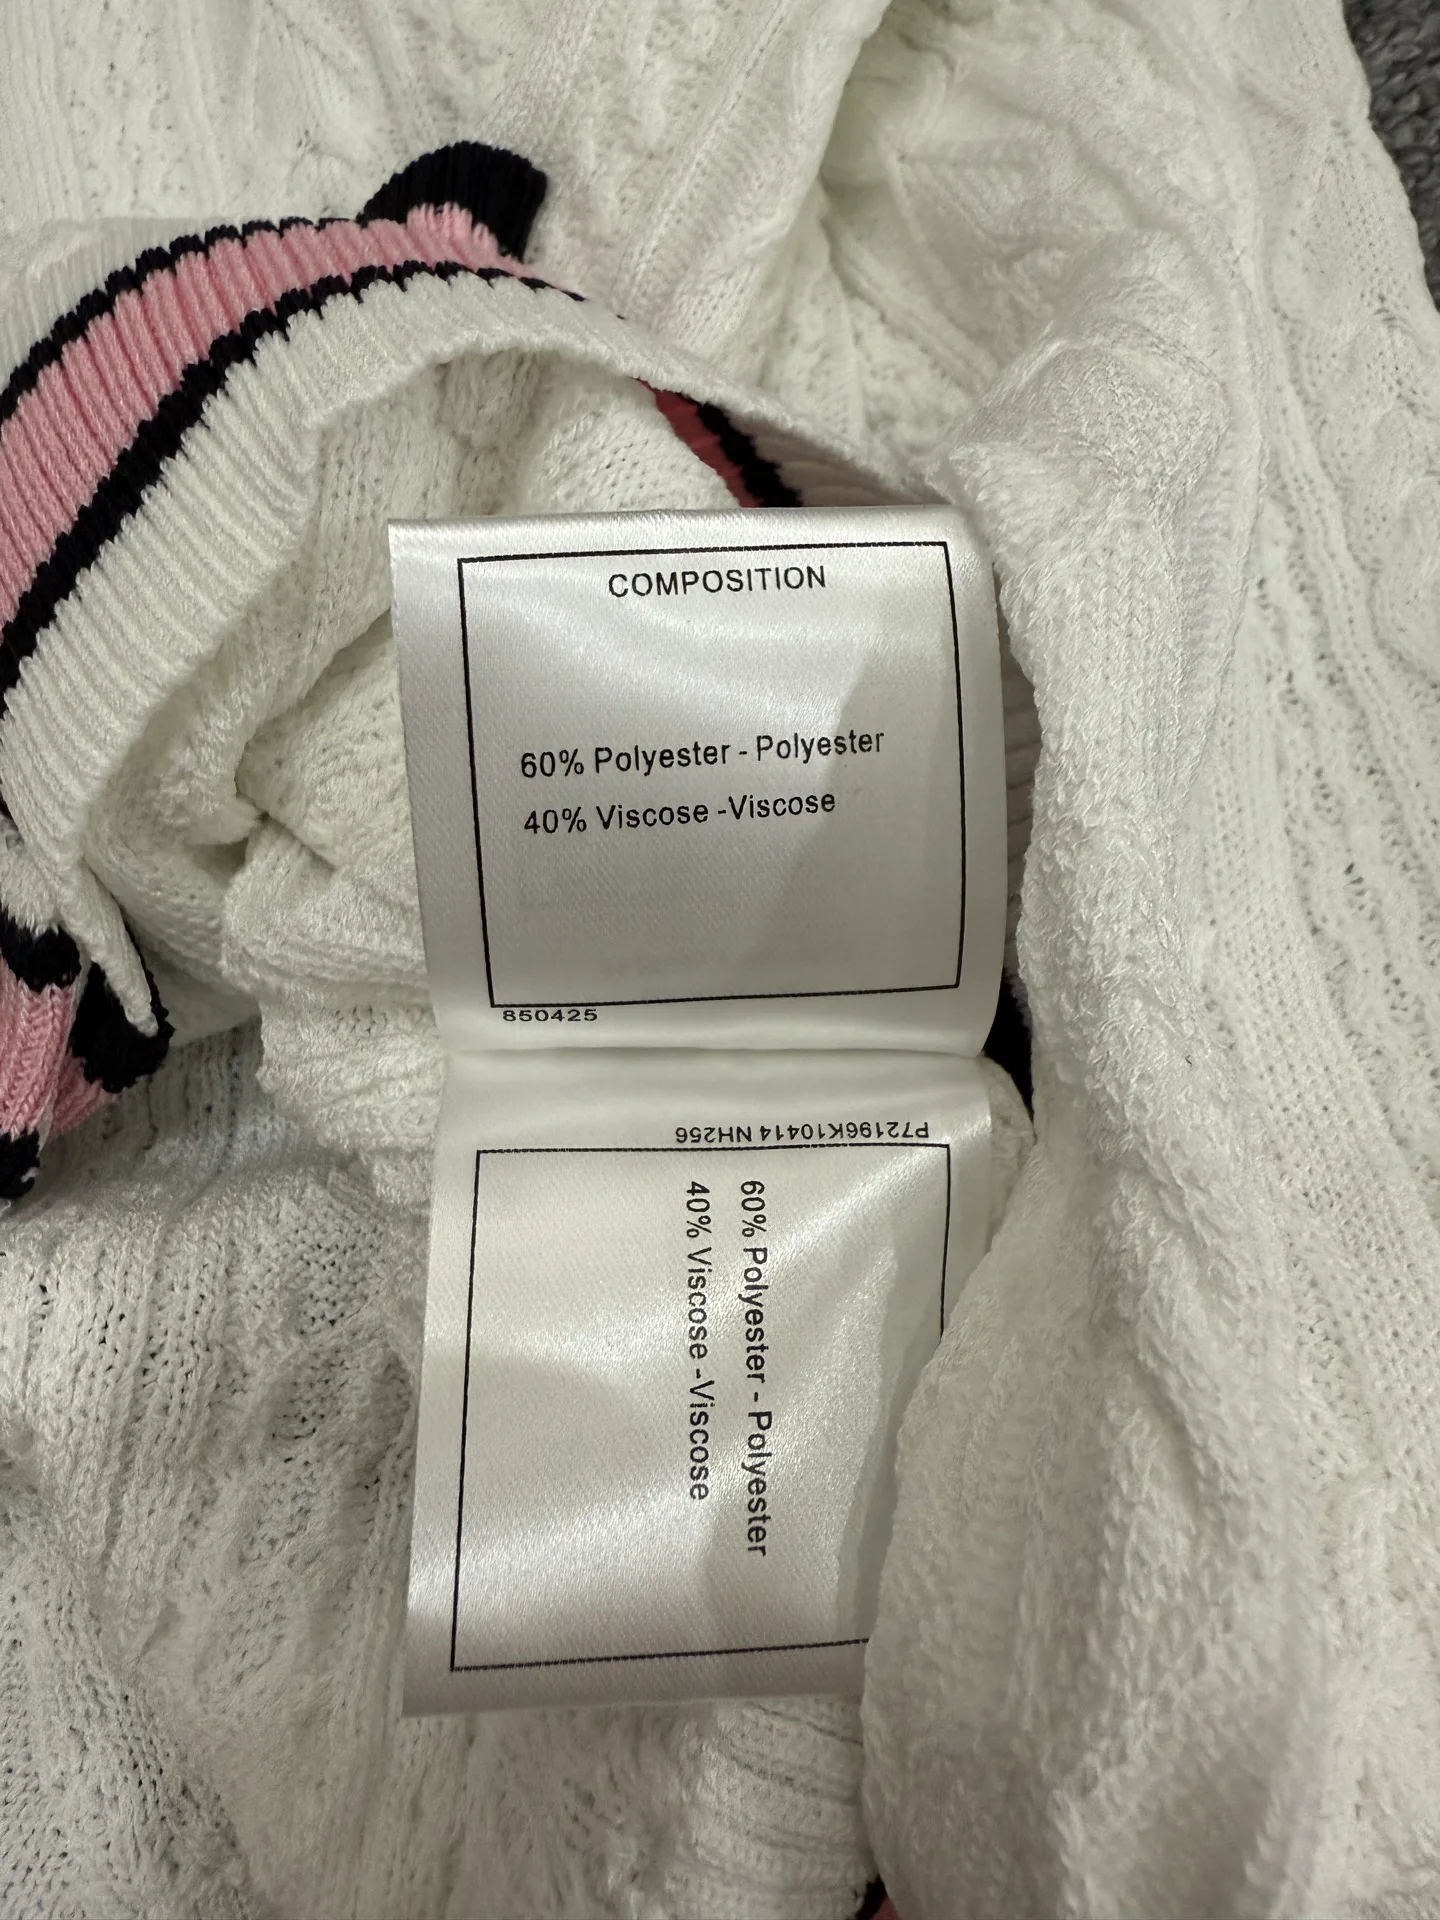 COMPOSITION
60% Polyester - Polyester
40% Viscose -Viscose
850425
P72196K10414 NH256
60% Polyester - Polyester
40% Viscose -Viscose